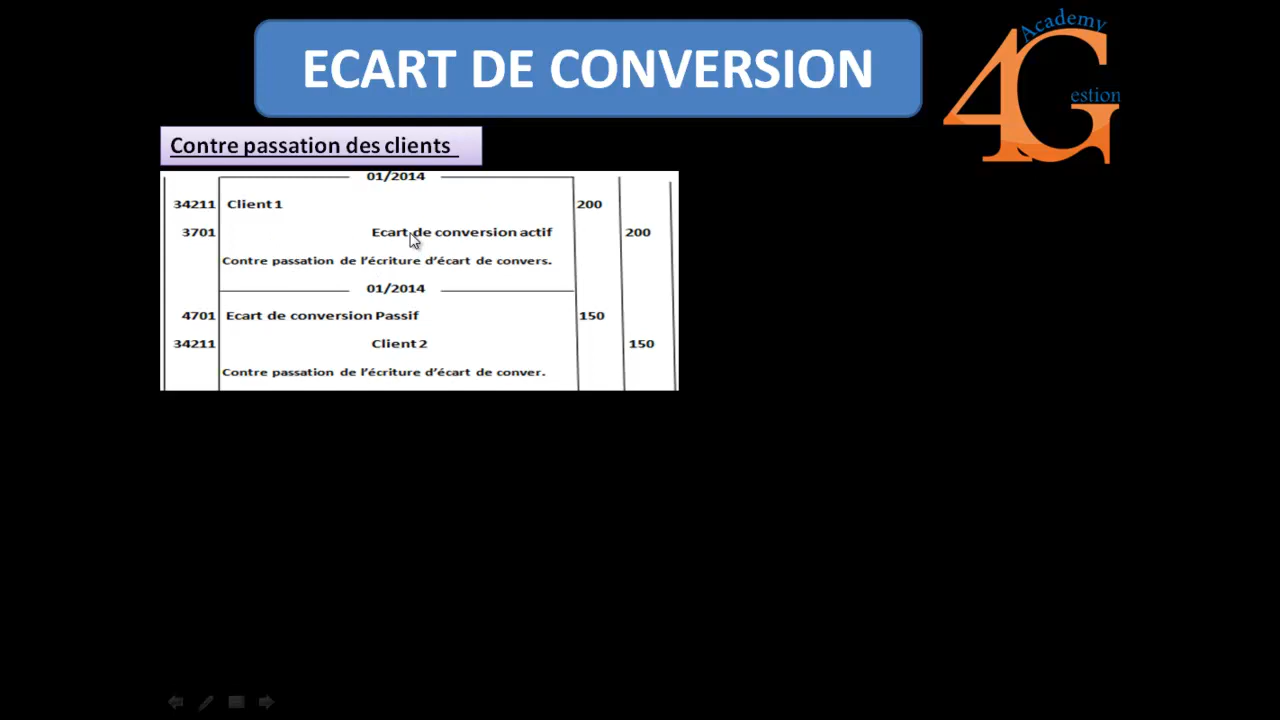 ECART DE CONVERSION
Academy
4G
estion
Contre passation des clients
01/2014
34211 Client 1 200
3701 Ecart de conversion actif 200
Contre passation de l'écriture d'écart de convers.
01/2014
4701 Ecart de conversion Passif 150
34211 Client 2 150
Contre passation de l'écriture d'écart de conver.